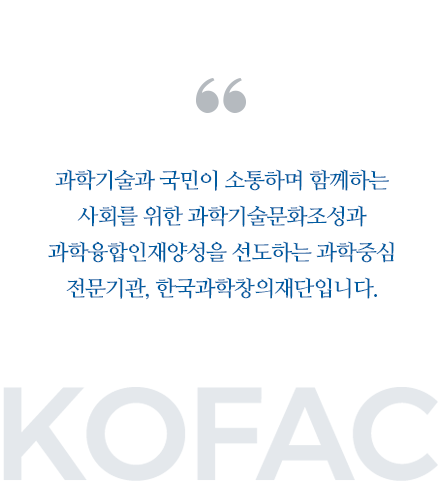 “
과학기술과 국민이 소통하며 함께하는
사회를 위한 과학기술문화조성과
과학융합인재양성을 선도하는 과학중심
전문기관, 한국과학창의재단입니다.
KOFAC